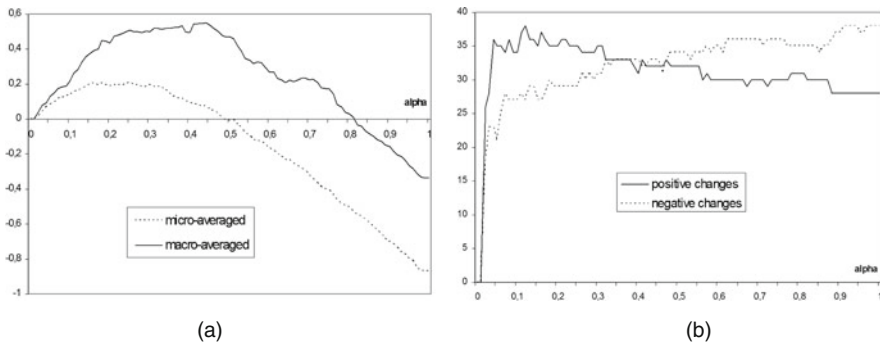 0,6
0,4
0,2
0
-0,2
-0,4
-0,6
-0,8
-1
alpha
0 0,1 0,2 0,3 0,4 0,5 0,6 0,7 0,8 0,9 1
micro-averaged
macro-averaged
(a)
40
35
30
25
20
15
10
5
0
positive changes
negative changes
alpha
0 0,1 0,2 0,3 0,4 0,5 0,6 0,7 0,8 0,9 1
(b)